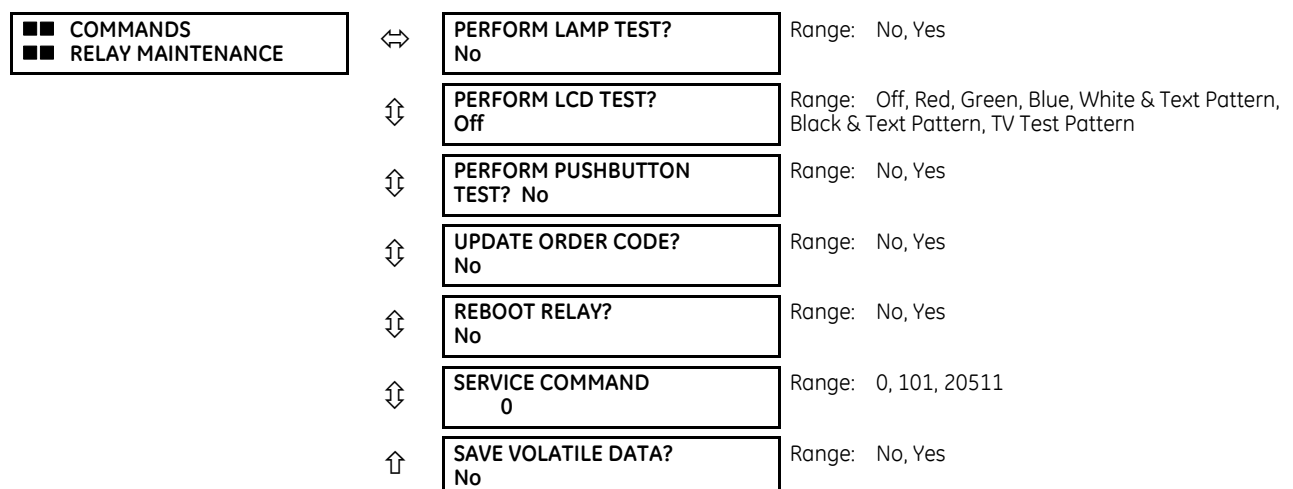 ■■ COMMANDS
■■ RELAY MAINTENANCE
PERFORM LAMP TEST?
No
Range: No, Yes
PERFORM LCD TEST?
Off
Range: Off, Red, Green, Blue, White & Text Pattern,
Black & Text Pattern, TV Test Pattern
PERFORM PUSHBUTTON
TEST? No
Range: No, Yes
UPDATE ORDER CODE?
No
Range: No, Yes
REBOOT RELAY?
No
Range: No, Yes
SERVICE COMMAND
0
Range: 0, 101, 20511
SAVE VOLATILE DATA?
No
Range: No, Yes